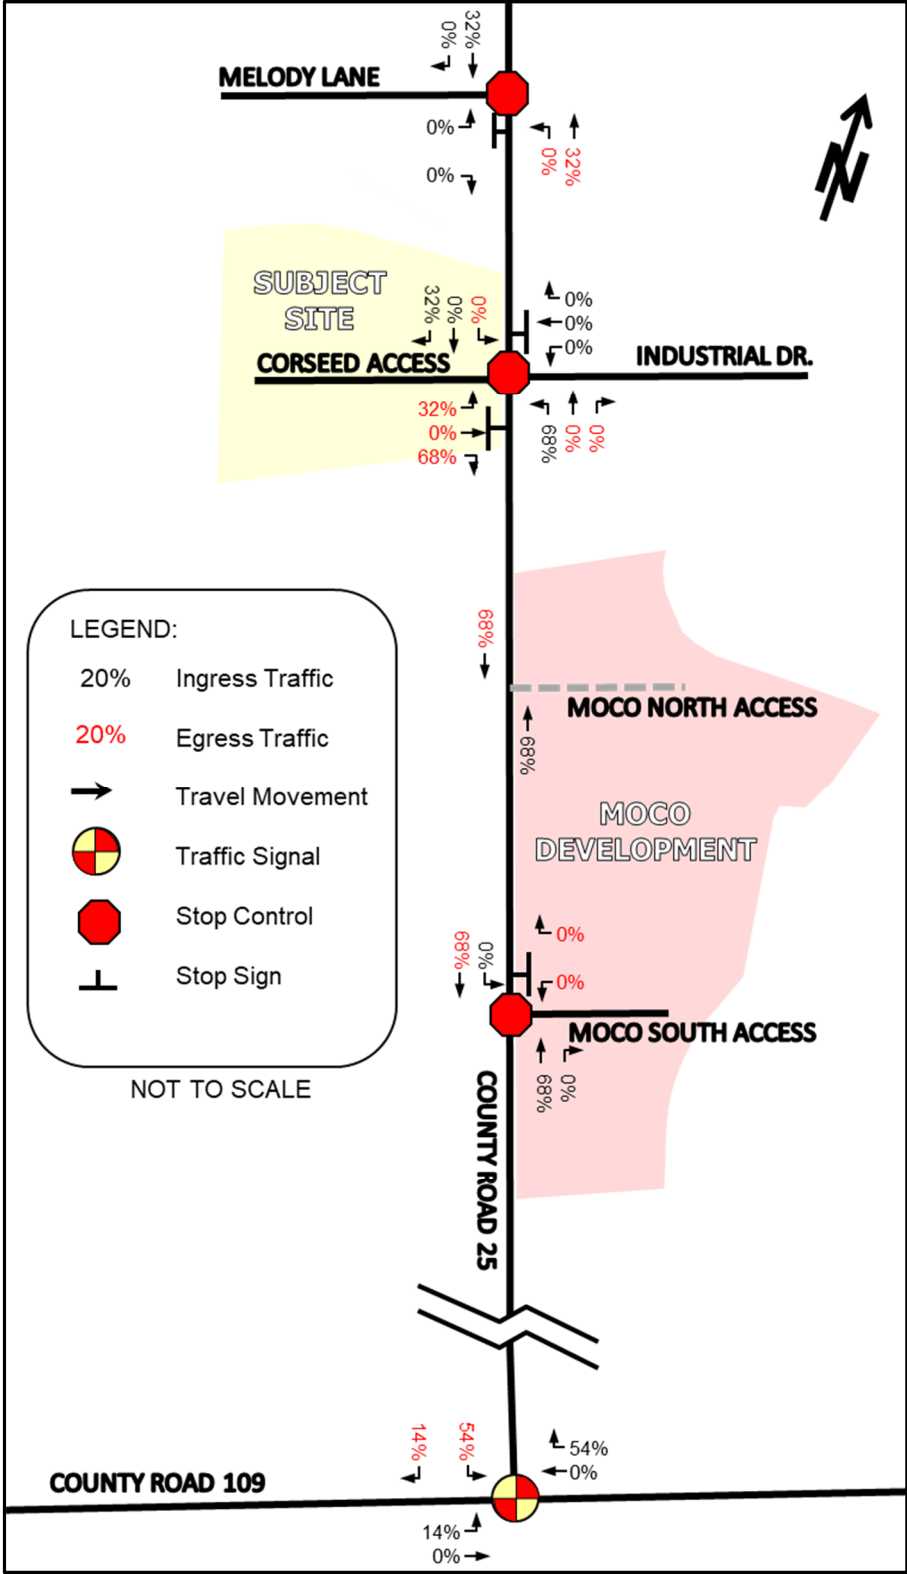 32%
0%
MELODY LANE
0%
0%
0%
32%
N
SUBJECT
SITE
32%
0%
0%
0%
0%
0%
CORSEED ACCESS
INDUSTRIAL DR.
32%
0%
68%
68%
0%
0%
LEGEND:
20% Ingress Traffic
20% Egress Traffic
Travel Movement
Traffic Signal
Stop Control
Stop Sign
NOT TO SCALE
68%
MOCO NORTH ACCESS
68%
MOCO
DEVELOPMENT
68%
0%
0%
0%
MOCO SOUTH ACCESS
68%
0%
COUNTY ROAD 25
14%
54%
54%
0%
COUNTY ROAD 109
14%
0%